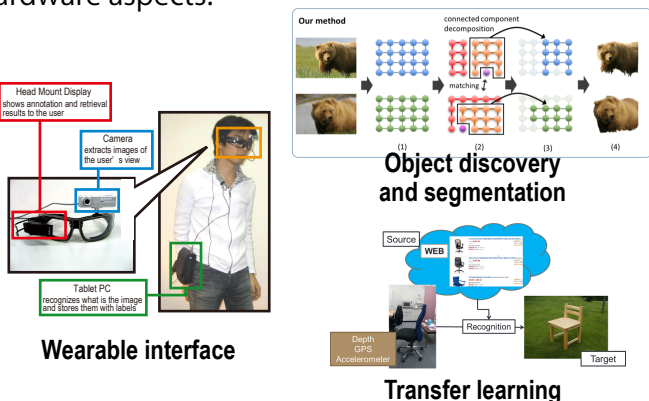 ardware aspects.
Head Mount Display
shows annotation and retrieval
results to the user
Camera
extracts images of
the user's view
Tablet PC
recognizes what is the image
and stores them with labels
Wearable interface
Our method
connected component
decomposition
matching
(1) (2) (3) (4)
Object discovery
and segmentation
Source
WEB
Recognition
Depth
GPS
Accelerometer
Target
Transfer learning